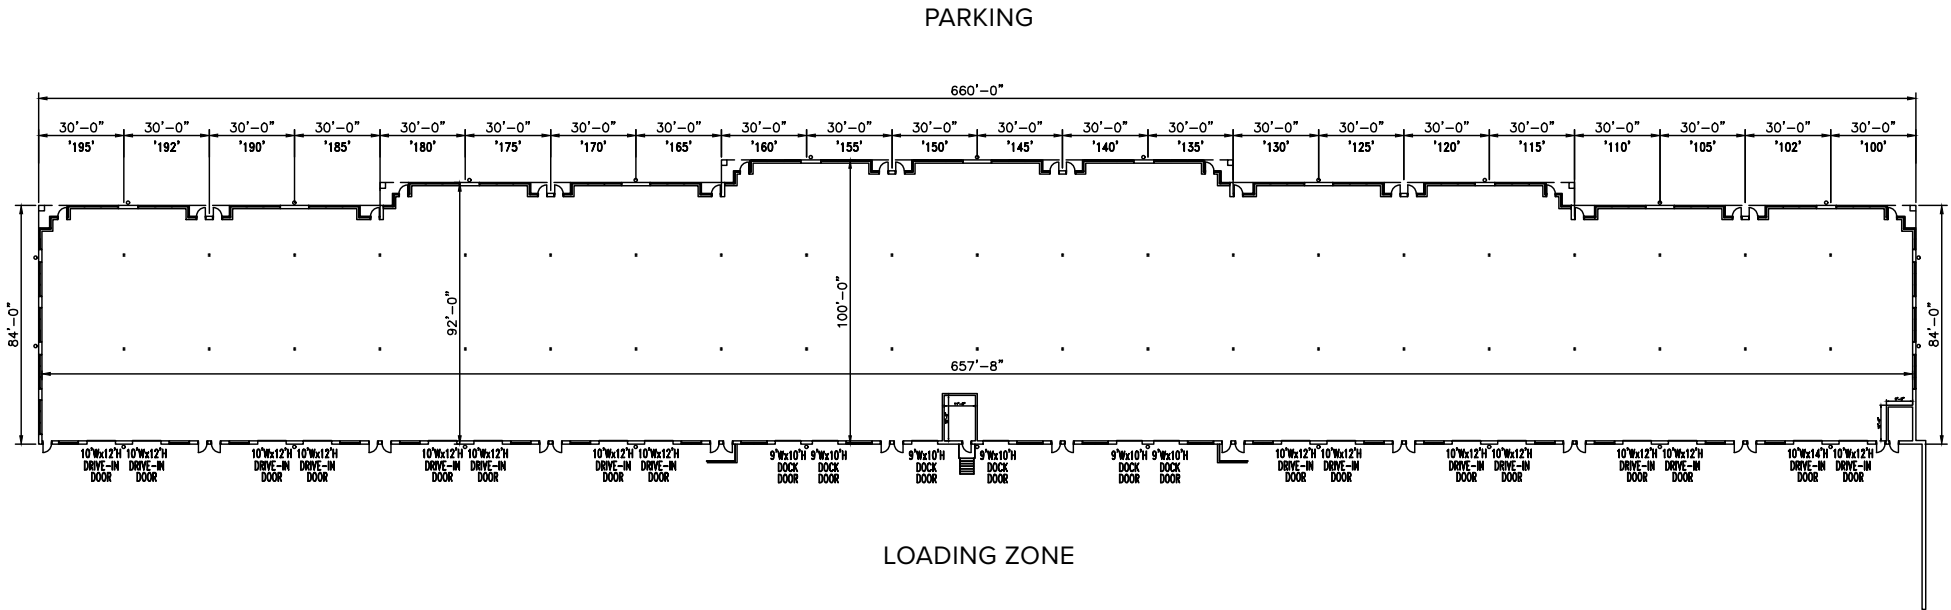 PARKING
660'-0"
30'-0" 30'-0" 30'-0" 30'-0" 30'-0" 30'-0" 30'-0" 30'-0" 30'-0" 30'-0" 30'-0" 30'-0" 30'-0" 30'-0" 30'-0" 30'-0" 30'-0" 30'-0" 30'-0" 30'-0" 30'-0" 30'-0"
'195' '192' '190' '185' '180' '175' '170' '165' '160' '155' '150' '145' '140' '135' '130' '125' '120' '115' '110' '105' '102' '100'
84'-0" 92'-0" 100'-0" 84'-0"
657'-8"
10'Wx12'H 10'Wx12'H 10'Wx12'H 10'Wx12'H 10'Wx12'H 10'Wx12'H 10'Wx12'H 10'Wx12'H 9'Wx10'H 9'Wx10'H 9'Wx10'H 9'Wx10'H 9'Wx10'H 9'Wx10'H 10'Wx12'H 10'Wx12'H 10'Wx12'H 10'Wx12'H 10'Wx12'H 10'Wx12'H 10'Wx14'H 10'Wx12'H
DRIVE-IN DRIVE-IN DRIVE-IN DRIVE-IN DRIVE-IN DRIVE-IN DRIVE-IN DRIVE-IN DOCK DOCK DOCK DOCK DOCK DOCK DRIVE-IN DRIVE-IN DRIVE-IN DRIVE-IN DRIVE-IN DRIVE-IN DRIVE-IN DRIVE-IN
DOOR DOOR DOOR DOOR DOOR DOOR DOOR DOOR DOOR DOOR DOOR DOOR DOOR DOOR DOOR DOOR DOOR DOOR DOOR DOOR DOOR DOOR
LOADING ZONE